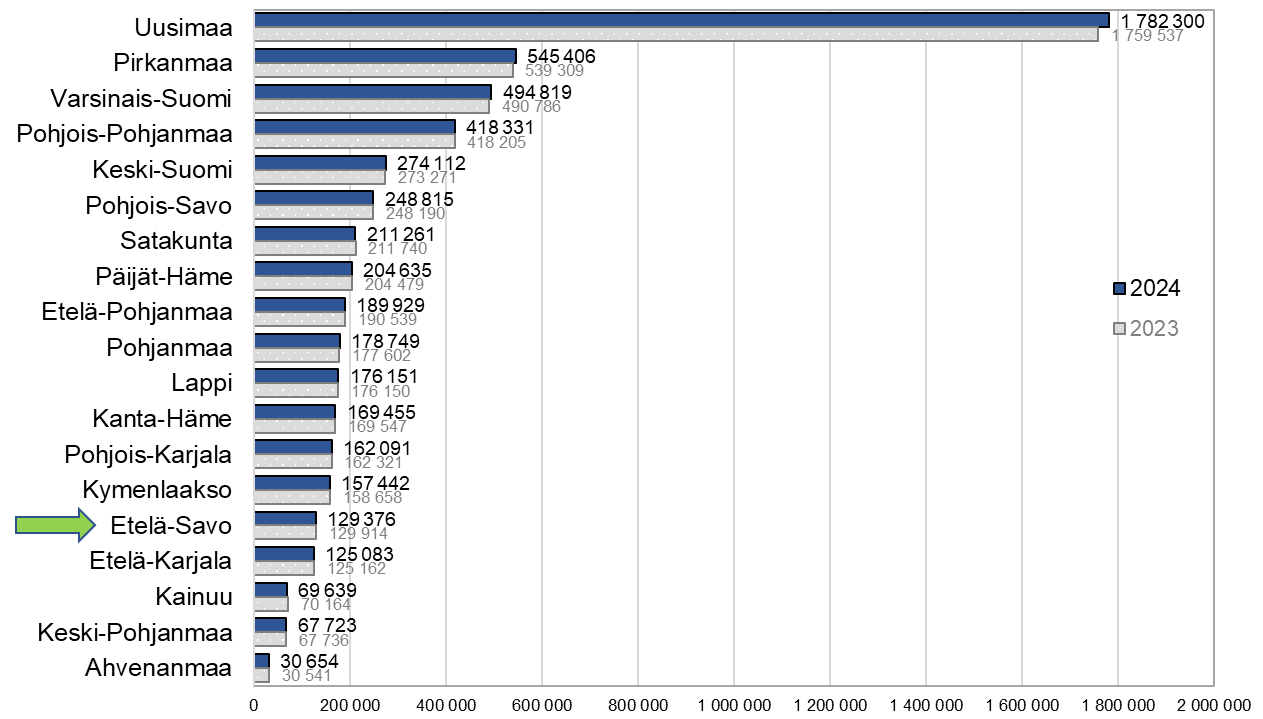 Uusimaa 1 782 300
1 759 537
Pirkanmaa 545 406
539 309
Varsinais-Suomi 494 819
490 786
Pohjois-Pohjanmaa 418 331
418 205
Keski-Suomi 274 112
273 271
Pohjois-Savo 248 815
248 190
Satakunta 211 261
211 740
Päijät-Häme 204 635
204 479
2024
Etelä-Pohjanmaa 189 929
190 539
2023
Pohjanmaa 178 749
177 602
Lappi 176 151
176 150
Kanta-Häme 169 455
169 547
Pohjois-Karjala 162 091
162 321
Kymenlaakso 157 442
158 658
Etelä-Savo 129 376
129 914
Etelä-Karjala 125 083
125 162
Kainuu 69 639
70 164
Keski-Pohjanmaa 67 723
67 736
Ahvenanmaa 30 654
30 541
0 200 000 400 000 600 000 800 000 1 000 000 1 200 000 1 400 000 1 600 000 1 800 000 2 000 000